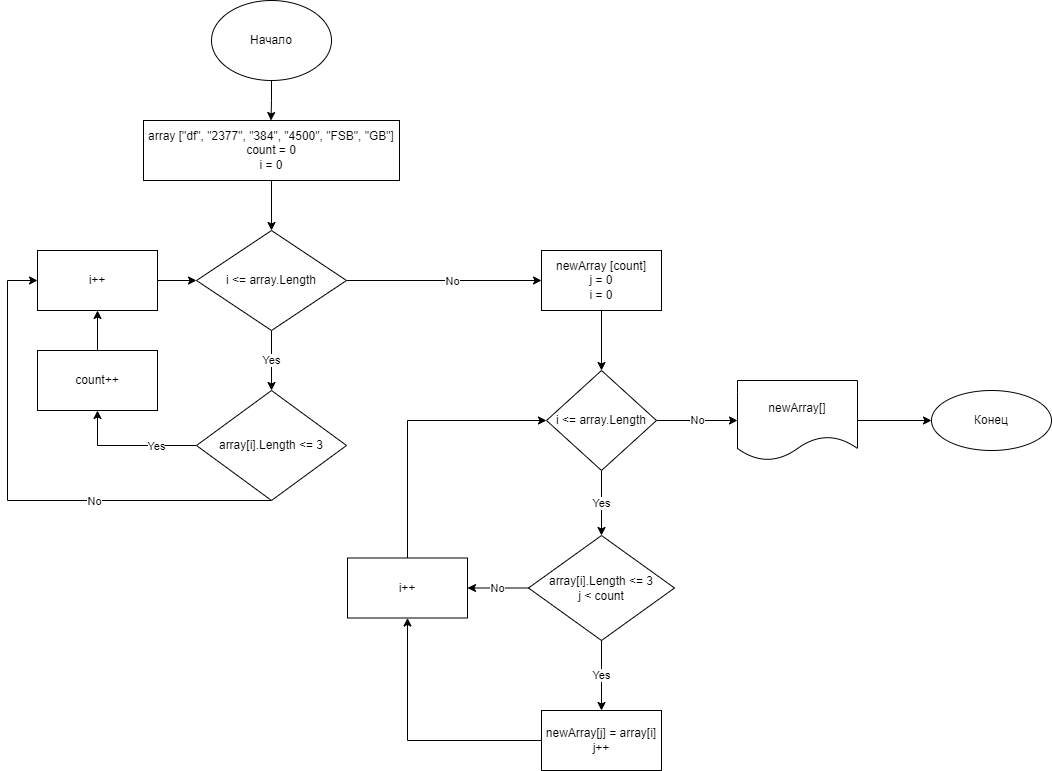 Начало
array ["df", "2377", "384", "4500", "FSB", "GB"]
count = 0
i = 0
i++
i <= array.Length
No
newArray [count]
j = 0
i = 0
Yes
count++
array[i].Length <= 3
Yes
No
i <= array.Length
No
newArray[]
Конец
Yes
array[i].Length <= 3
j < count
No
i++
Yes
newArray[j] = array[i]
j++